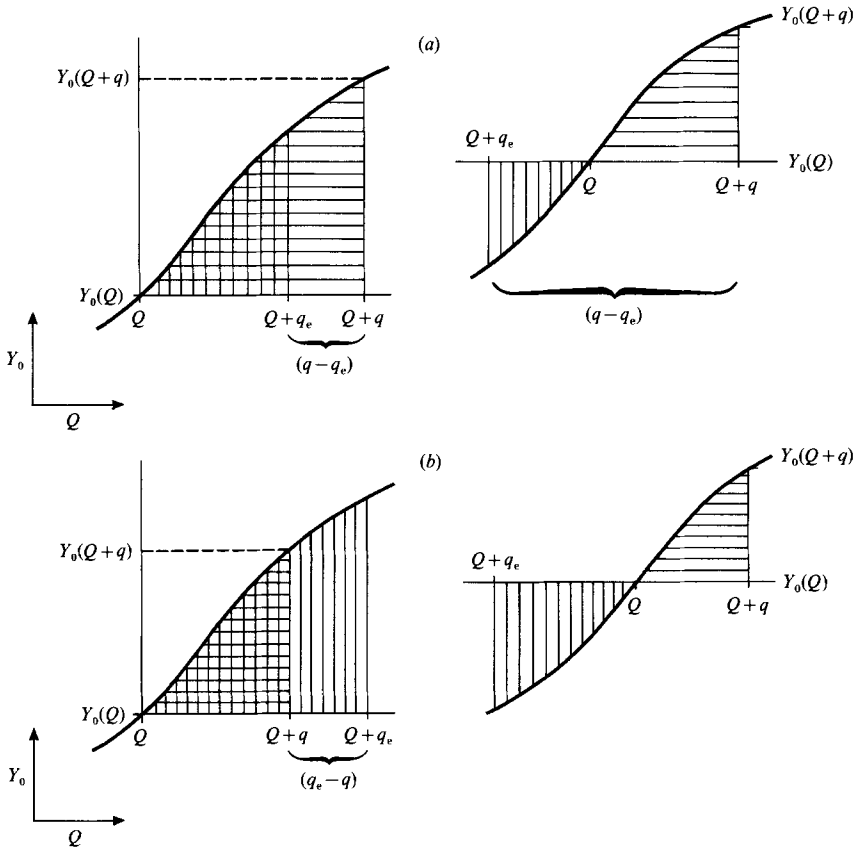 (a)
Y₀(Q+q)
Y₀(Q)
Q
Q+qₑ
Q+q
(q−qₑ)
Y₀
Q
Y₀(Q+q)
Q+qₑ
Y₀(Q)
Q
Q+q
(q−qₑ)
(b)
Y₀(Q+q)
Y₀(Q)
Q
Q+q
Q+qₑ
(qₑ−q)
Y₀
Q
Y₀(Q+q)
Q+qₑ
Y₀(Q)
Q
Q+q